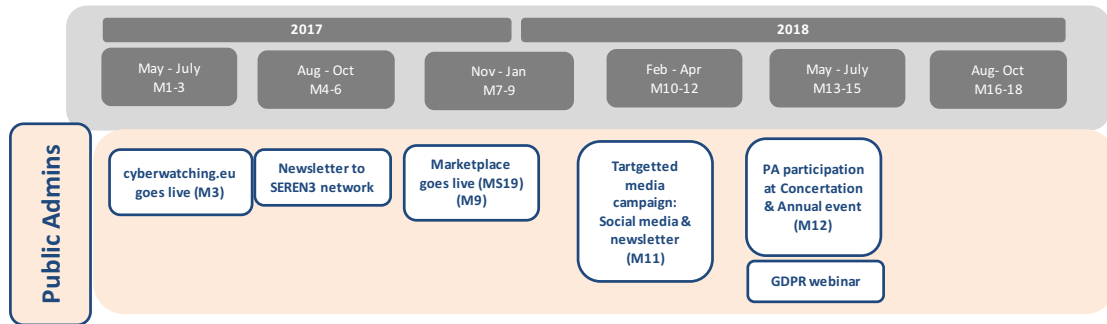 2017
2018
May - July
M1-3
Aug - Oct
M4-6
Nov - Jan
M7-9
Feb - Apr
M10-12
May - July
M13-15
Aug- Oct
M16-18
Public Admins
cyberwatching.eu
goes live (M3)
Newsletter to
SEREN3 network
Marketplace
goes live (MS19)
(M9)
Tartgetted
media
campaign:
Social media &
newsletter
(M11)
PA participation
at Concertation
& Annual event
(M12)
GDPR webinar